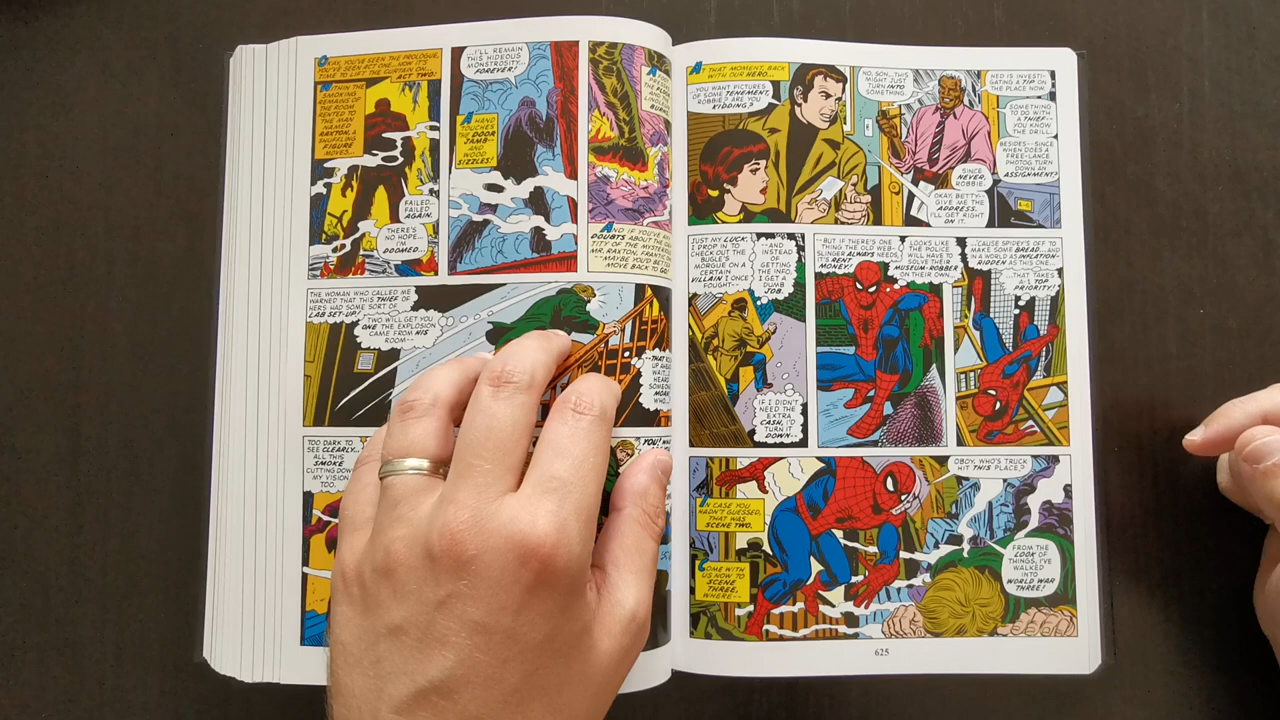 OKAY, YOU'VE SEEN THE PROLOGUE,
YOU'VE SEEN ACT ONE... NOW IT'S
TIME TO LIFT THE CURTAIN ON...
ACT TWO:
WITHIN THE
SMOKING
REMAINS OF
THE ROOM
RENTED TO
THE MAN
NAMED
RAXTON, A
SHUFFLING
FIGURE
MOVES...
FAILED...
FAILED
AGAIN.
THERE'S
NO HOPE...
I'M
DOOMED...
...I'LL REMAIN
THIS HIDEOUS
MONSTROSITY...
FOREVER!
A HAND
TOUCHES
THE DOOR
JAMB--
AND
WOOD
SIZZLES!
AND IF YOU'VE ANY
DOUBTS ABOUT THE
MR. RAXTON,
--MAYBE YOU'D
MOVE BACK TO
THE WOMAN WHO CALLED ME
WARNED THAT THIS THIEF OF
HERS HAD SOME SORT OF
LAB SET-UP!
TWO WILL GET YOU
ONE THE EXPLOSION
CAME FROM HIS
ROOM--
TOO DARK TO
SEE CLEARLY...
ALL THIS
SMOKE
CUTTING DOWN
MY VISION,
TOO.
YOU!
AT THAT MOMENT, BACK
WITH OUR HERO...
...YOU WANT PICTURES
OF SOME TENEMENT,
ROBBIE? ARE YOU
KIDDING?
NO, SON... THIS
MIGHT JUST
TURN INTO
SOMETHING.
NED IS INVESTI-
GATING A TIP ON
THE PLACE NOW.
SOMETHING
TO DO WITH
A THIEF--
YOU KNOW
THE DRILL.
BESIDES--SINCE
WHEN DOES A
FREE-LANCE
PHOTOG TURN
DOWN AN
ASSIGNMENT?
SINCE
NEVER,
ROBBIE.
OKAY, BETTY--
GIVE ME THE
ADDRESS.
I'LL GET RIGHT
ON IT.
JUST MY LUCK.
I DROP IN TO
CHECK OUT THE
BUGLE'S
MORGUE ON A
CERTAIN
VILLAIN I ONCE
FOUGHT--
--AND
INSTEAD
OF
GETTING
THE INFO,
I GET A
DUMB
JOB.
IF I DIDN'T
NEED THE
EXTRA
CASH, I'D
TURN IT
DOWN--
--BUT IF THERE'S ONE
THING THE OLD WEB-
SLINGER ALWAYS NEEDS,
IT'S RENT
MONEY!
LOOKS LIKE
THE POLICE
WILL HAVE TO
SOLVE THEIR
MUSEUM-ROBBER
ON THEIR OWN...
...'CAUSE SPIDEY'S OFF TO
MAKE SOME BREAD... AND
IN A WORLD AS INFLATION-
RIDDEN AS THIS ONE...
...THAT TAKES
A-1 TOP
PRIORITY!
IN CASE YOU
HADN'T GUESSED,
THAT WAS
SCENE TWO.
COME WITH
US NOW TO
SCENE
THREE,
WHERE--
OBOY. WHO'S TRUCK
HIT THIS PLACE?
FROM THE
LOOK OF
THINGS, I'VE
WALKED
INTO
WORLD WAR
THREE!
625